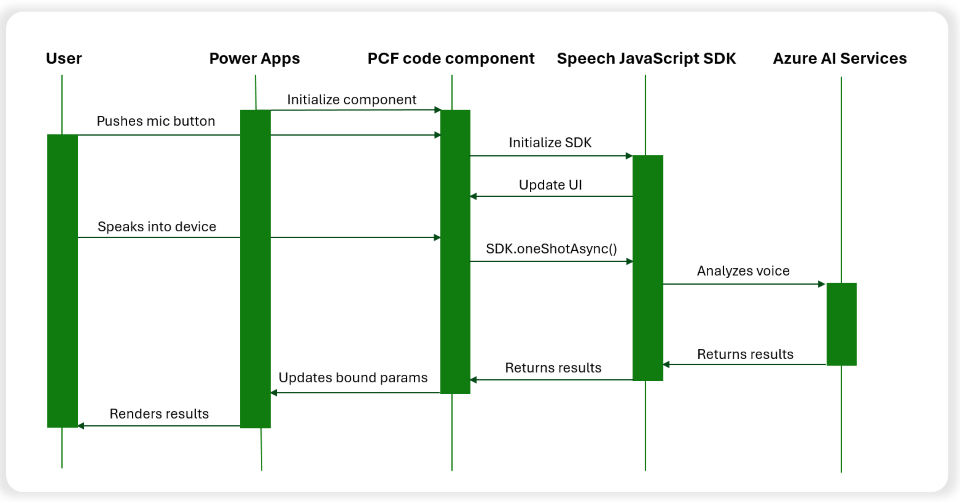 User
Power Apps
PCF code component
Speech JavaScript SDK
Azure AI Services
Initialize component
Pushes mic button
Initialize SDK
Update UI
Speaks into device
SDK.oneShotAsync()
Analyzes voice
Returns results
Returns results
Updates bound params
Renders results